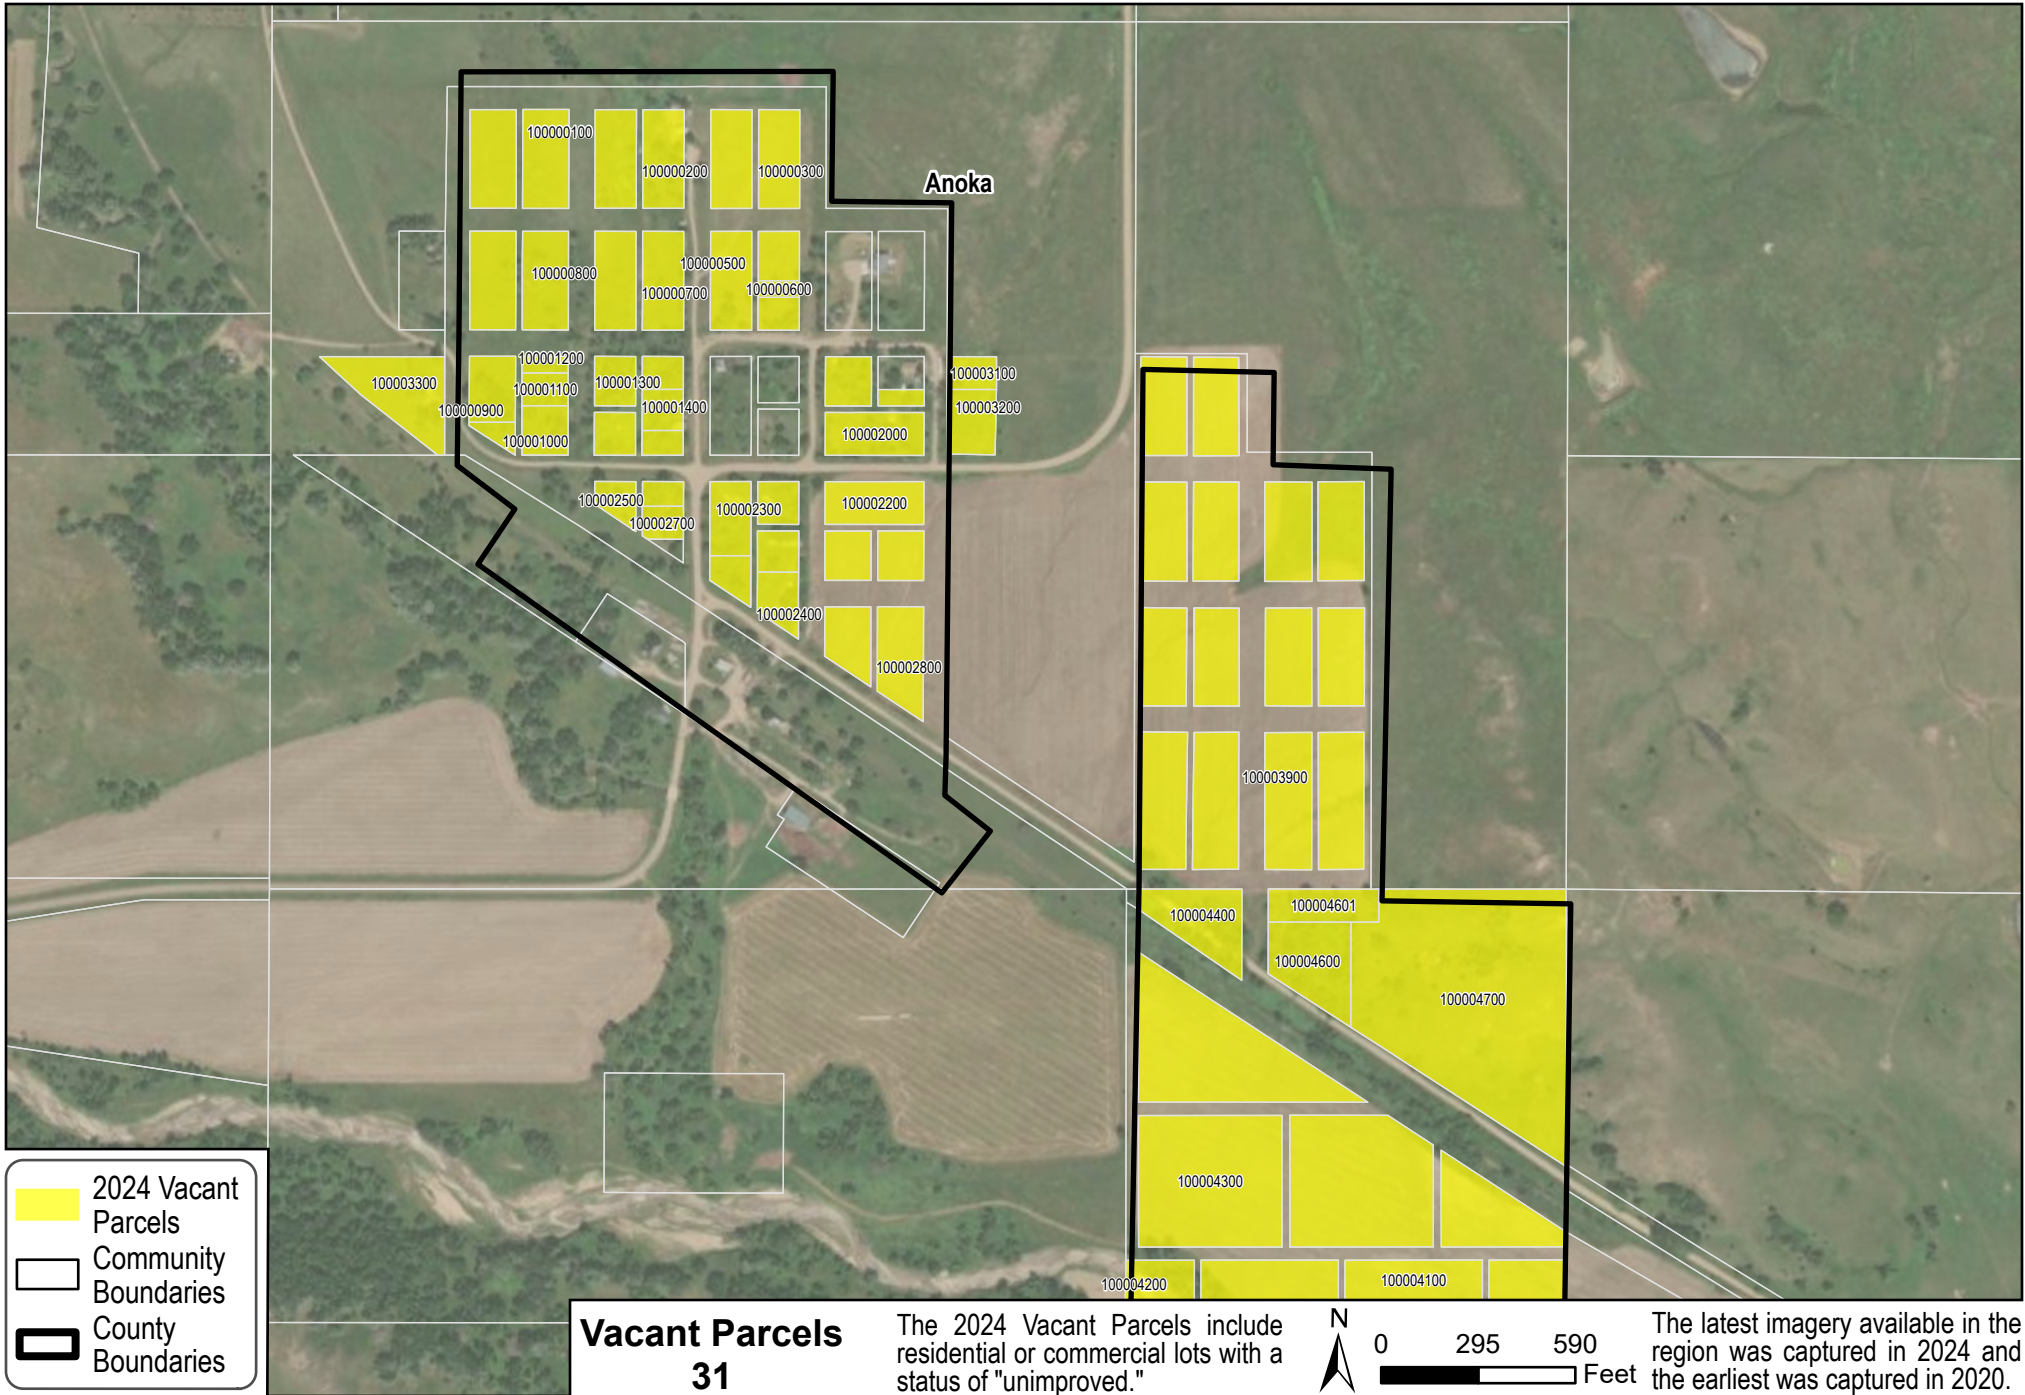 Anoka
100000100
100000200
100000300
100000800
100000700
100000500
100000600
100003300
100000900
100001200
100001100
100001000
100001300
100001400
100002000
100003100
100003200
100002500
100002700
100002300
100002200
100002400
100002800
100003900
100004400
100004601
100004600
100004700
100004300
100004200
100004100
2024 Vacant
Parcels
Community
Boundaries
County
Boundaries
Vacant Parcels
31
The 2024 Vacant Parcels include
residential or commercial lots with a
status of "unimproved."
N
0 295 590
Feet
The latest imagery available in the
region was captured in 2024 and
the earliest was captured in 2020.